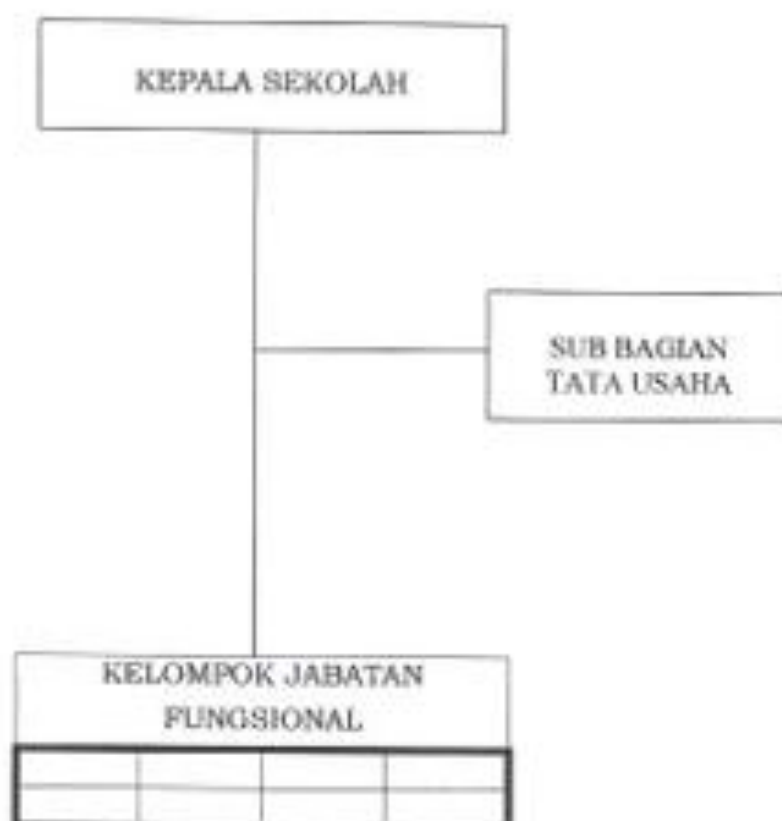 KEPALA SEKOLAH
SUB BAGIAN
TATA USAHA
KELOMPOK JABATAN
FUNGSIONAL